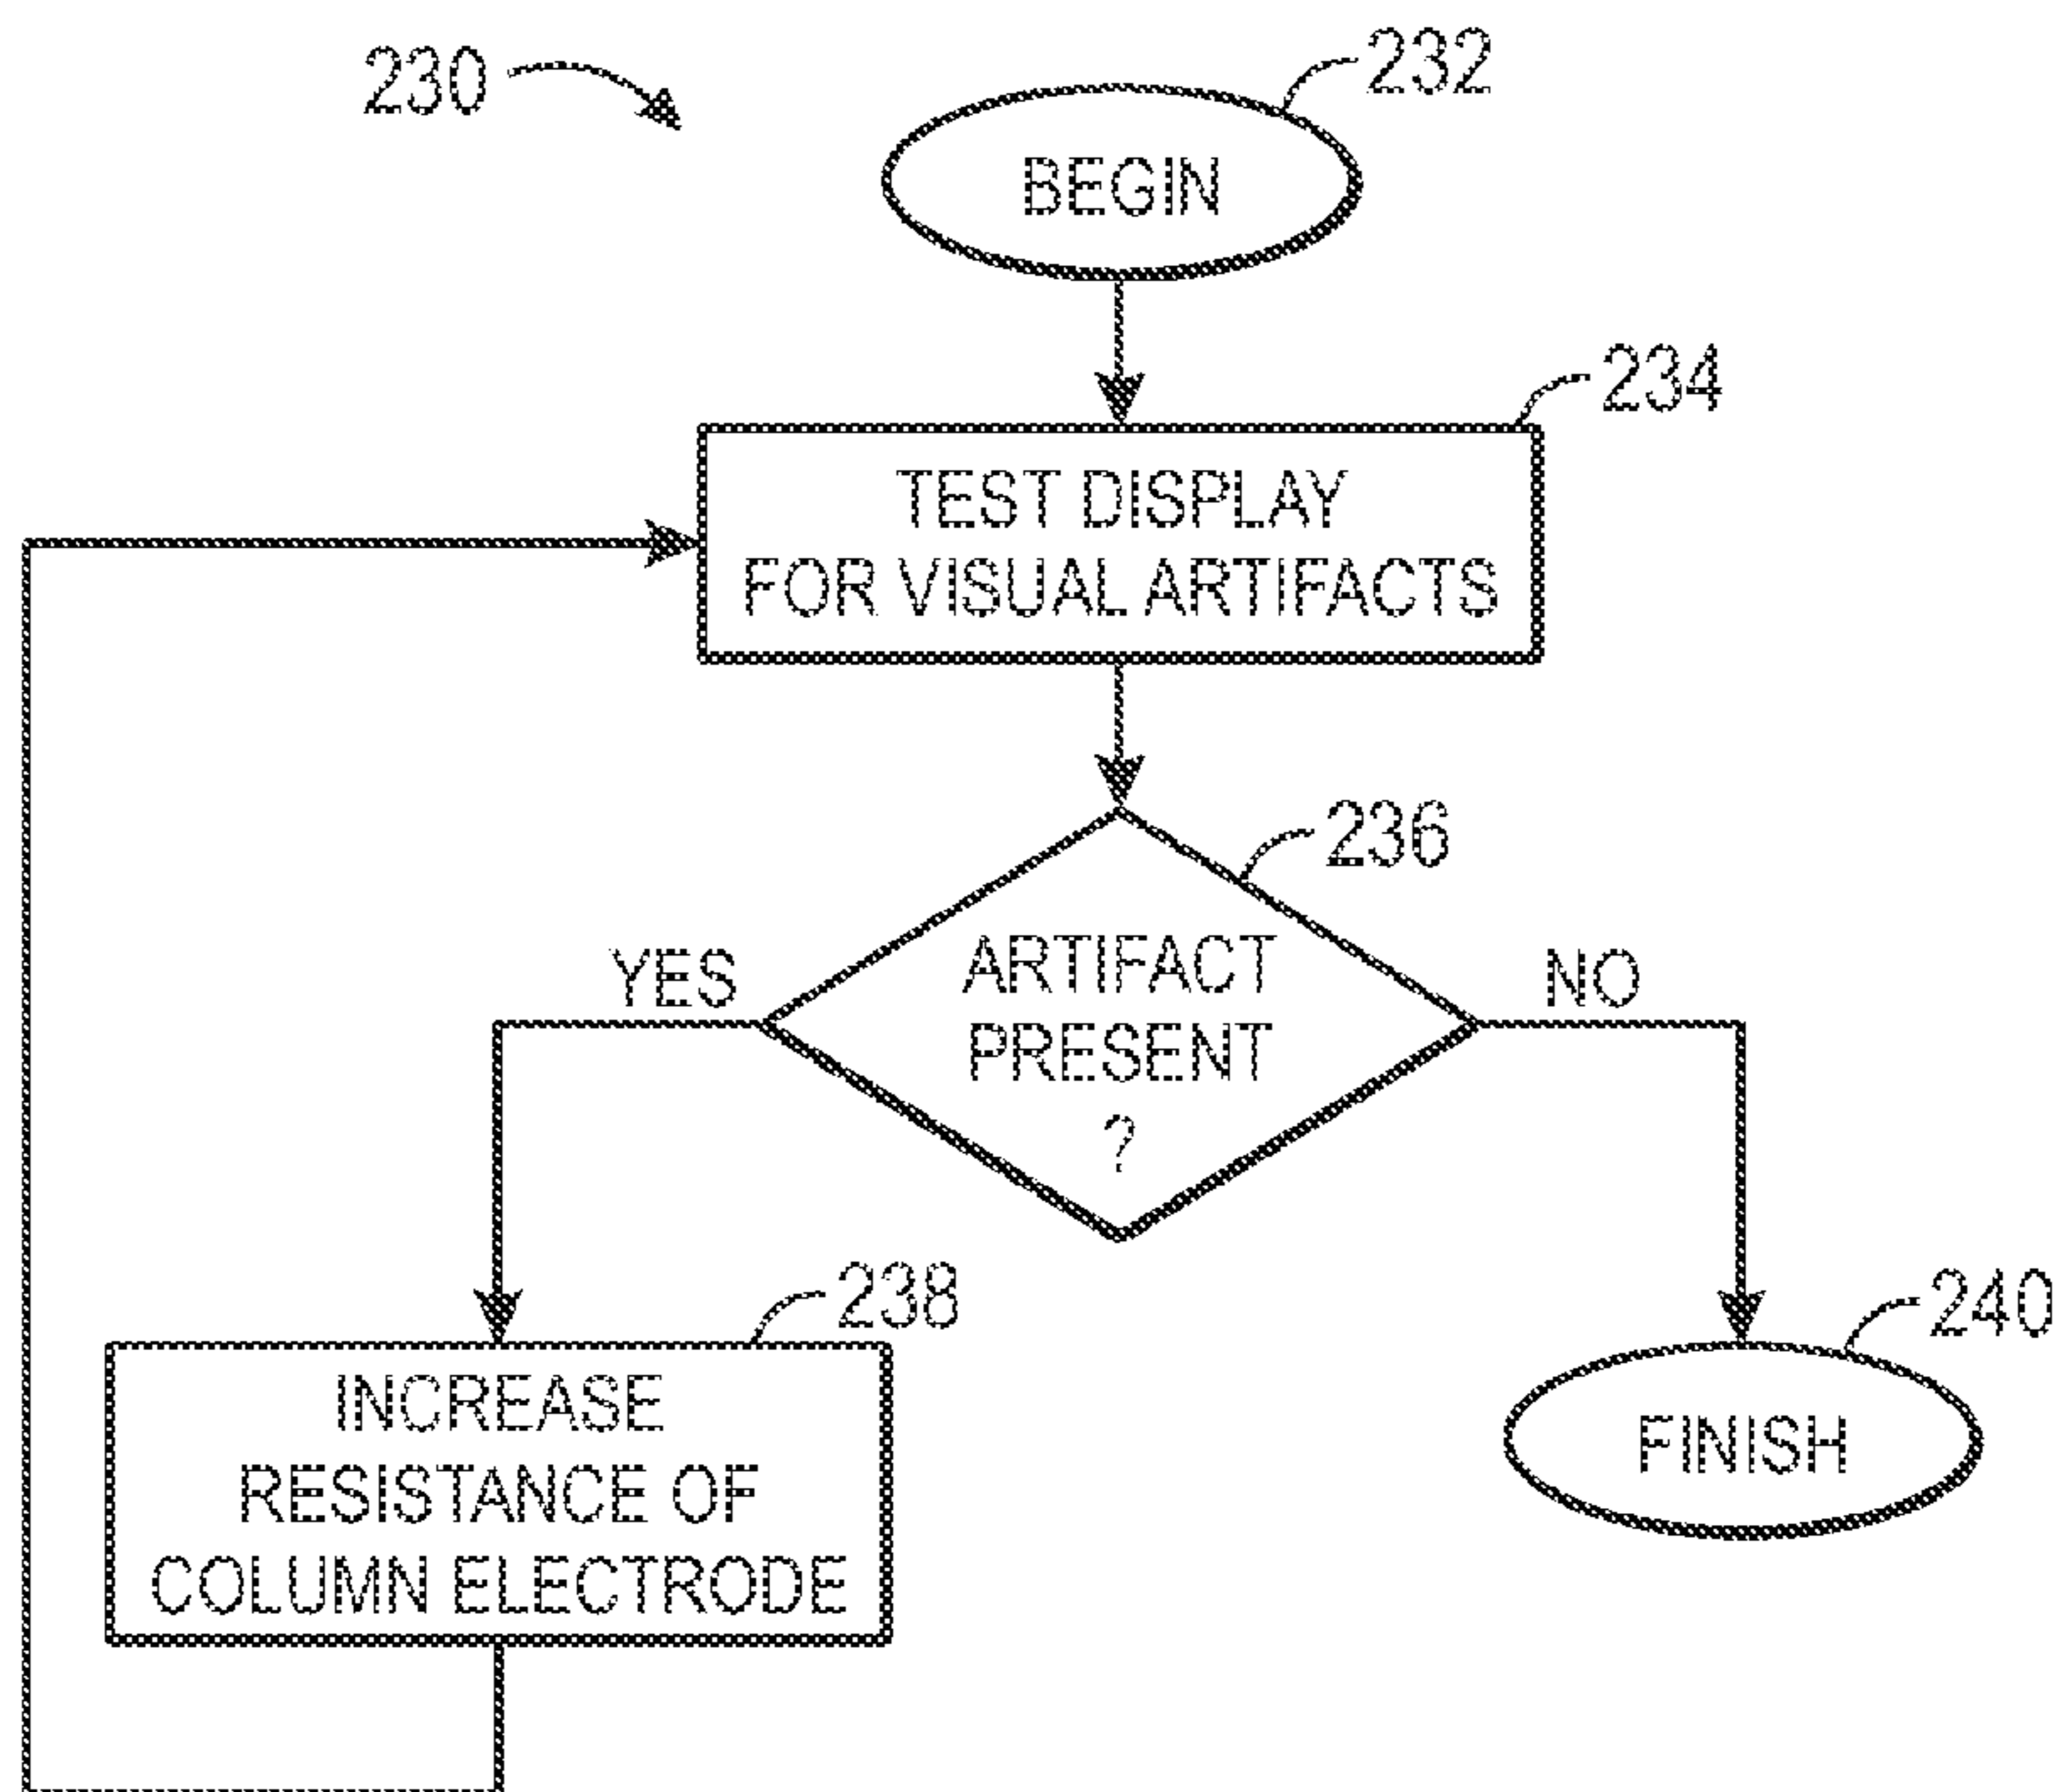 230
232
BEGIN
234
TEST DISPLAY
FOR VISUAL ARTIFACTS
236
ARTIFACT
PRESENT
?
YES
NO
238
INCREASE
RESISTANCE OF
COLUMN ELECTRODE
240
FINISH